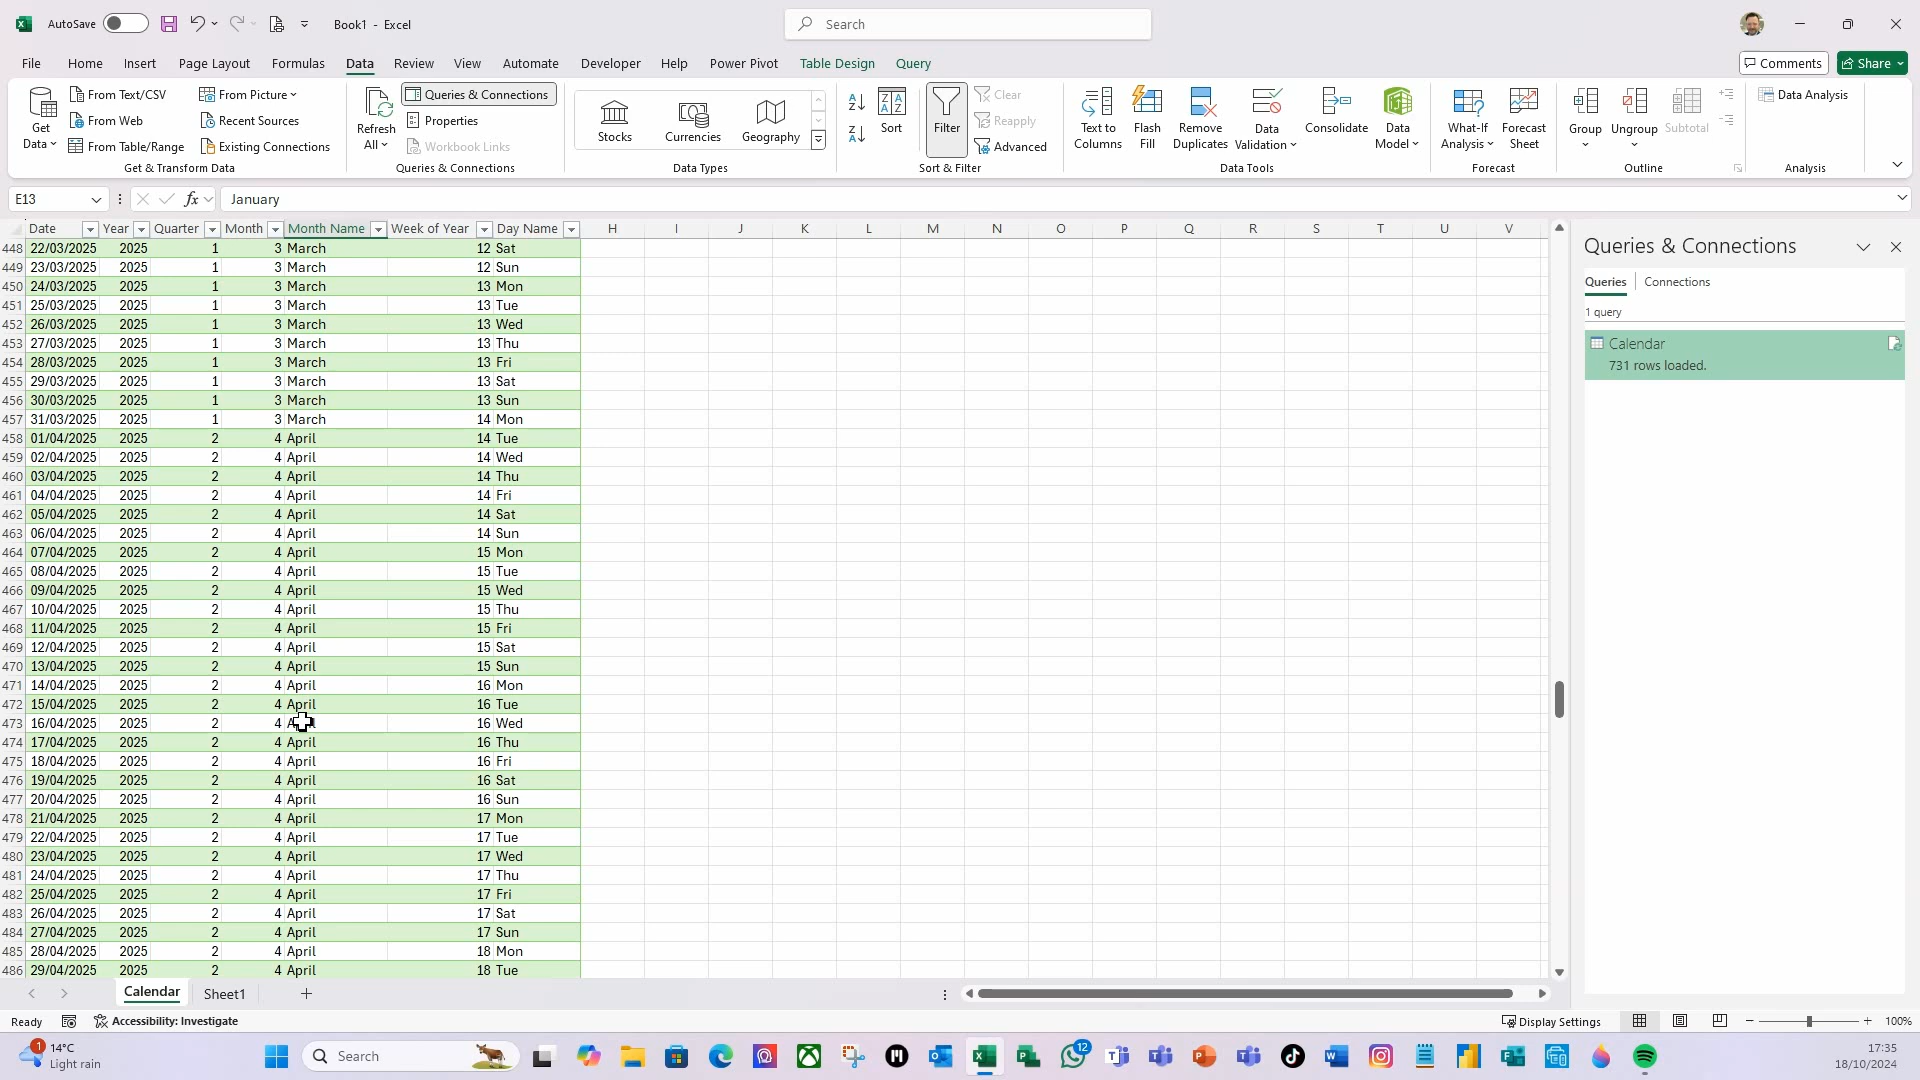 AutoSave Book1 - Excel Search
File Home Insert Page Layout Formulas Data Review View Automate Developer Help Power Pivot Table Design Query Comments Share
Get Data From Text/CSV From Web From Table/Range From Picture Recent Sources Existing Connections
Refresh All Queries & Connections Properties Workbook Links
Stocks Currencies Geography
Sort Filter Clear Reapply Advanced
Text to Columns Flash Fill Remove Duplicates Data Validation Consolidate Data Model
What-If Analysis Forecast Sheet Group Ungroup Subtotal Data Analysis
Get & Transform Data Queries & Connections Data Types Sort & Filter Data Tools Forecast Outline Analysis
E13 fx January
Date Year Quarter Month Month Name Week of Year Day Name H I J K L M N O P Q R S T U V
448 22/03/2025 2025 1 3 March 12 Sat
449 23/03/2025 2025 1 3 March 12 Sun
450 24/03/2025 2025 1 3 March 13 Mon
451 25/03/2025 2025 1 3 March 13 Tue
452 26/03/2025 2025 1 3 March 13 Wed
453 27/03/2025 2025 1 3 March 13 Thu
454 28/03/2025 2025 1 3 March 13 Fri
455 29/03/2025 2025 1 3 March 13 Sat
456 30/03/2025 2025 1 3 March 13 Sun
457 31/03/2025 2025 1 3 March 14 Mon
458 01/04/2025 2025 2 4 April 14 Tue
459 02/04/2025 2025 2 4 April 14 Wed
460 03/04/2025 2025 2 4 April 14 Thu
461 04/04/2025 2025 2 4 April 14 Fri
462 05/04/2025 2025 2 4 April 14 Sat
463 06/04/2025 2025 2 4 April 14 Sun
464 07/04/2025 2025 2 4 April 15 Mon
465 08/04/2025 2025 2 4 April 15 Tue
466 09/04/2025 2025 2 4 April 15 Wed
467 10/04/2025 2025 2 4 April 15 Thu
468 11/04/2025 2025 2 4 April 15 Fri
469 12/04/2025 2025 2 4 April 15 Sat
470 13/04/2025 2025 2 4 April 15 Sun
471 14/04/2025 2025 2 4 April 16 Mon
472 15/04/2025 2025 2 4 April 16 Tue
473 16/04/2025 2025 2 4 16 Wed
474 17/04/2025 2025 2 4 April 16 Thu
475 18/04/2025 2025 2 4 April 16 Fri
476 19/04/2025 2025 2 4 April 16 Sat
477 20/04/2025 2025 2 4 April 16 Sun
478 21/04/2025 2025 2 4 April 17 Mon
479 22/04/2025 2025 2 4 April 17 Tue
480 23/04/2025 2025 2 4 April 17 Wed
481 24/04/2025 2025 2 4 April 17 Thu
482 25/04/2025 2025 2 4 April 17 Fri
483 26/04/2025 2025 2 4 April 17 Sat
484 27/04/2025 2025 2 4 April 17 Sun
485 28/04/2025 2025 2 4 April 18 Mon
486 29/04/2025 2025 2 4 April 18 Tue
Queries & Connections
Queries Connections
1 query
Calendar
731 rows loaded.
Calendar Sheet1
Ready Accessibility: Investigate Display Settings 100%
1 14°C Light rain
Search
12
17:35
18/10/2024